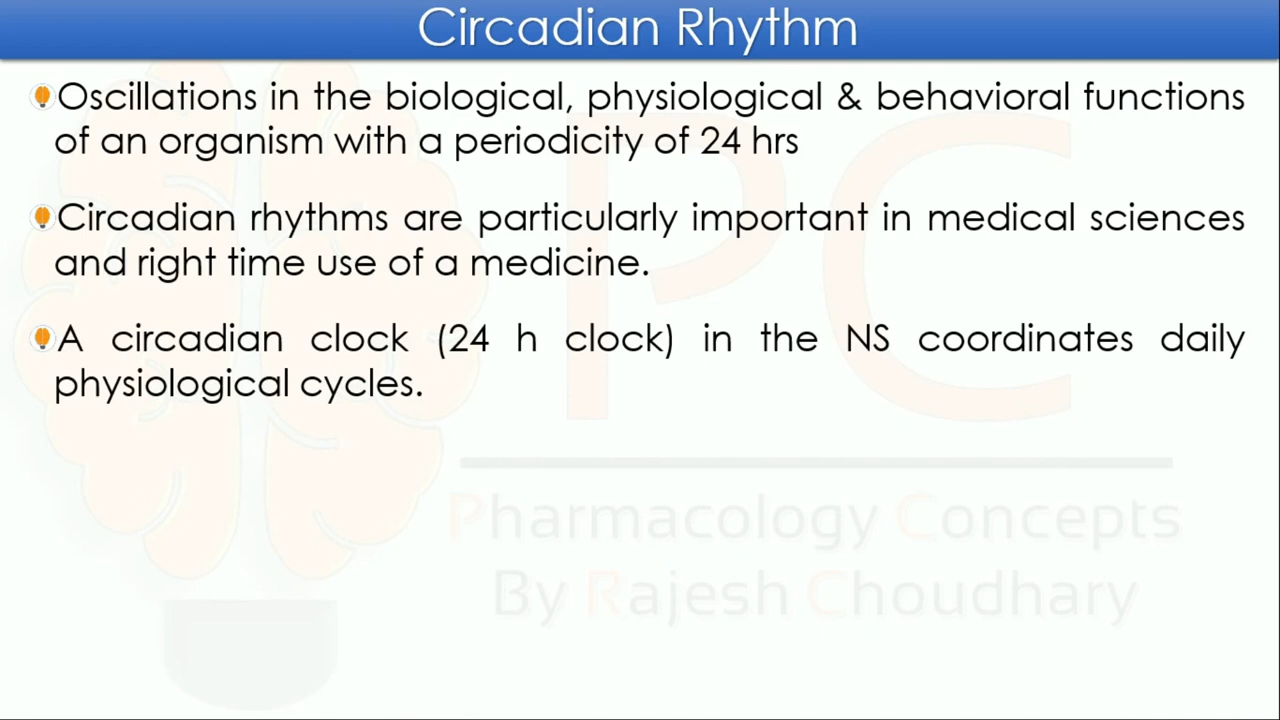 Circadian Rhythm
Oscillations in the biological, physiological & behavioral functions
of an organism with a periodicity of 24 hrs
Circadian rhythms are particularly important in medical sciences
and right time use of a medicine.
A circadian clock (24 h clock) in the NS coordinates daily
physiological cycles.
PC
Pharmacology Concepts
By Rajesh Choudhary